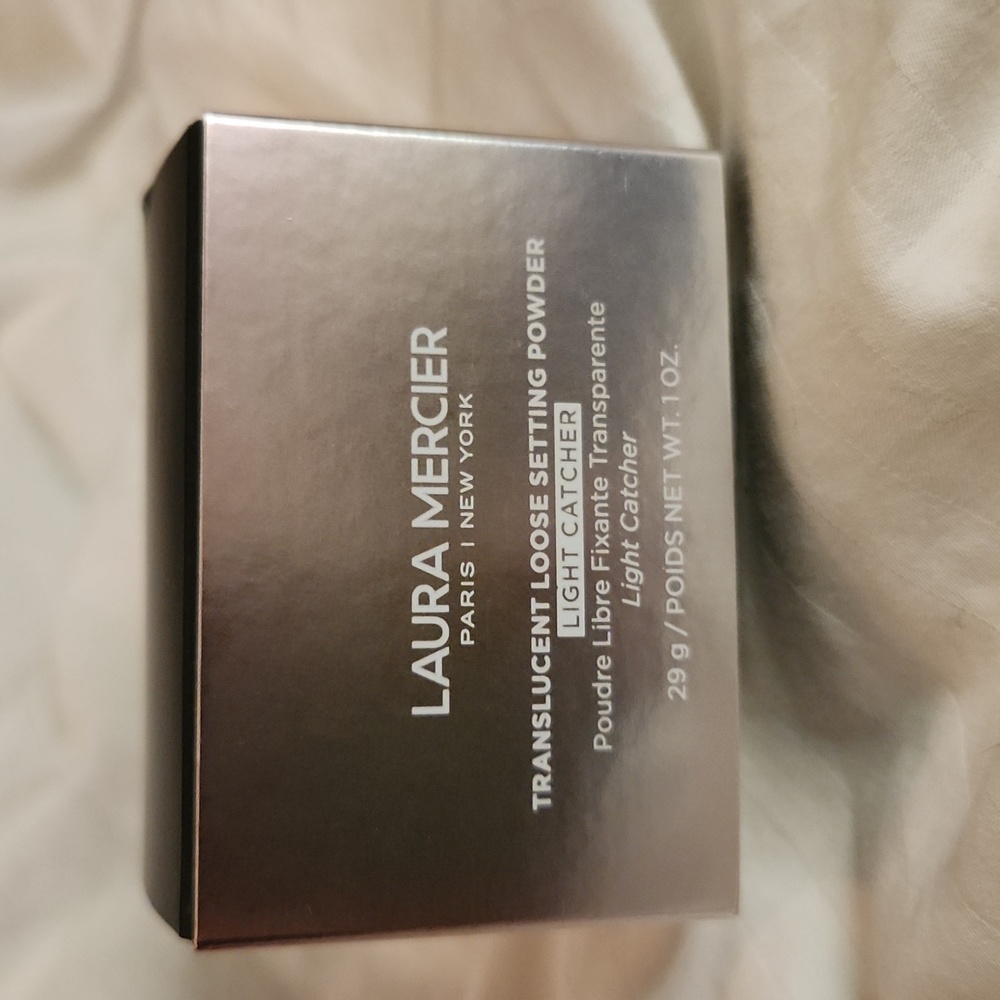 LAURA MERCIER
PARIS | NEW YORK
TRANSLUCENT LOOSE SETTING POWDER
LIGHT CATCHER
Poudre Libre Fixante Transparente
Light Catcher
29 g / POIDS NET WT. 1 OZ.